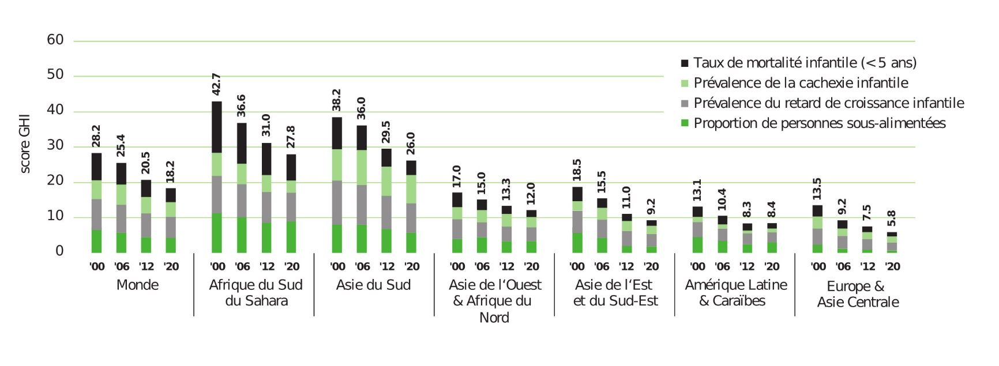 60
50
40
30
20
10
0
score GHI
Taux de mortalité infantile (< 5 ans)
Prévalence de la cachexie infantile
Prévalence du retard de croissance infantile
Proportion de personnes sous-alimentées
28.2 25.4 20.5 18.2
42.7 36.6 31.0 27.8
38.2 36.0 29.5 26.0
17.0 15.0 13.3 12.0
18.5 15.5 11.0 9.2
13.1 10.4 8.3 8.4
13.5 9.2 7.5 5.8
'00 '06 '12 '20
Monde
'00 '06 '12 '20
Afrique du Sud
du Sahara
'00 '06 '12 '20
Asie du Sud
'00 '06 '12 '20
Asie de l‘Ouest
& Afrique du
Nord
'00 '06 '12 '20
Asie de l‘Est
et du Sud-Est
'00 '06 '12 '20
Amérique Latine
& Caraïbes
'00 '06 '12 '20
Europe &
Asie Centrale